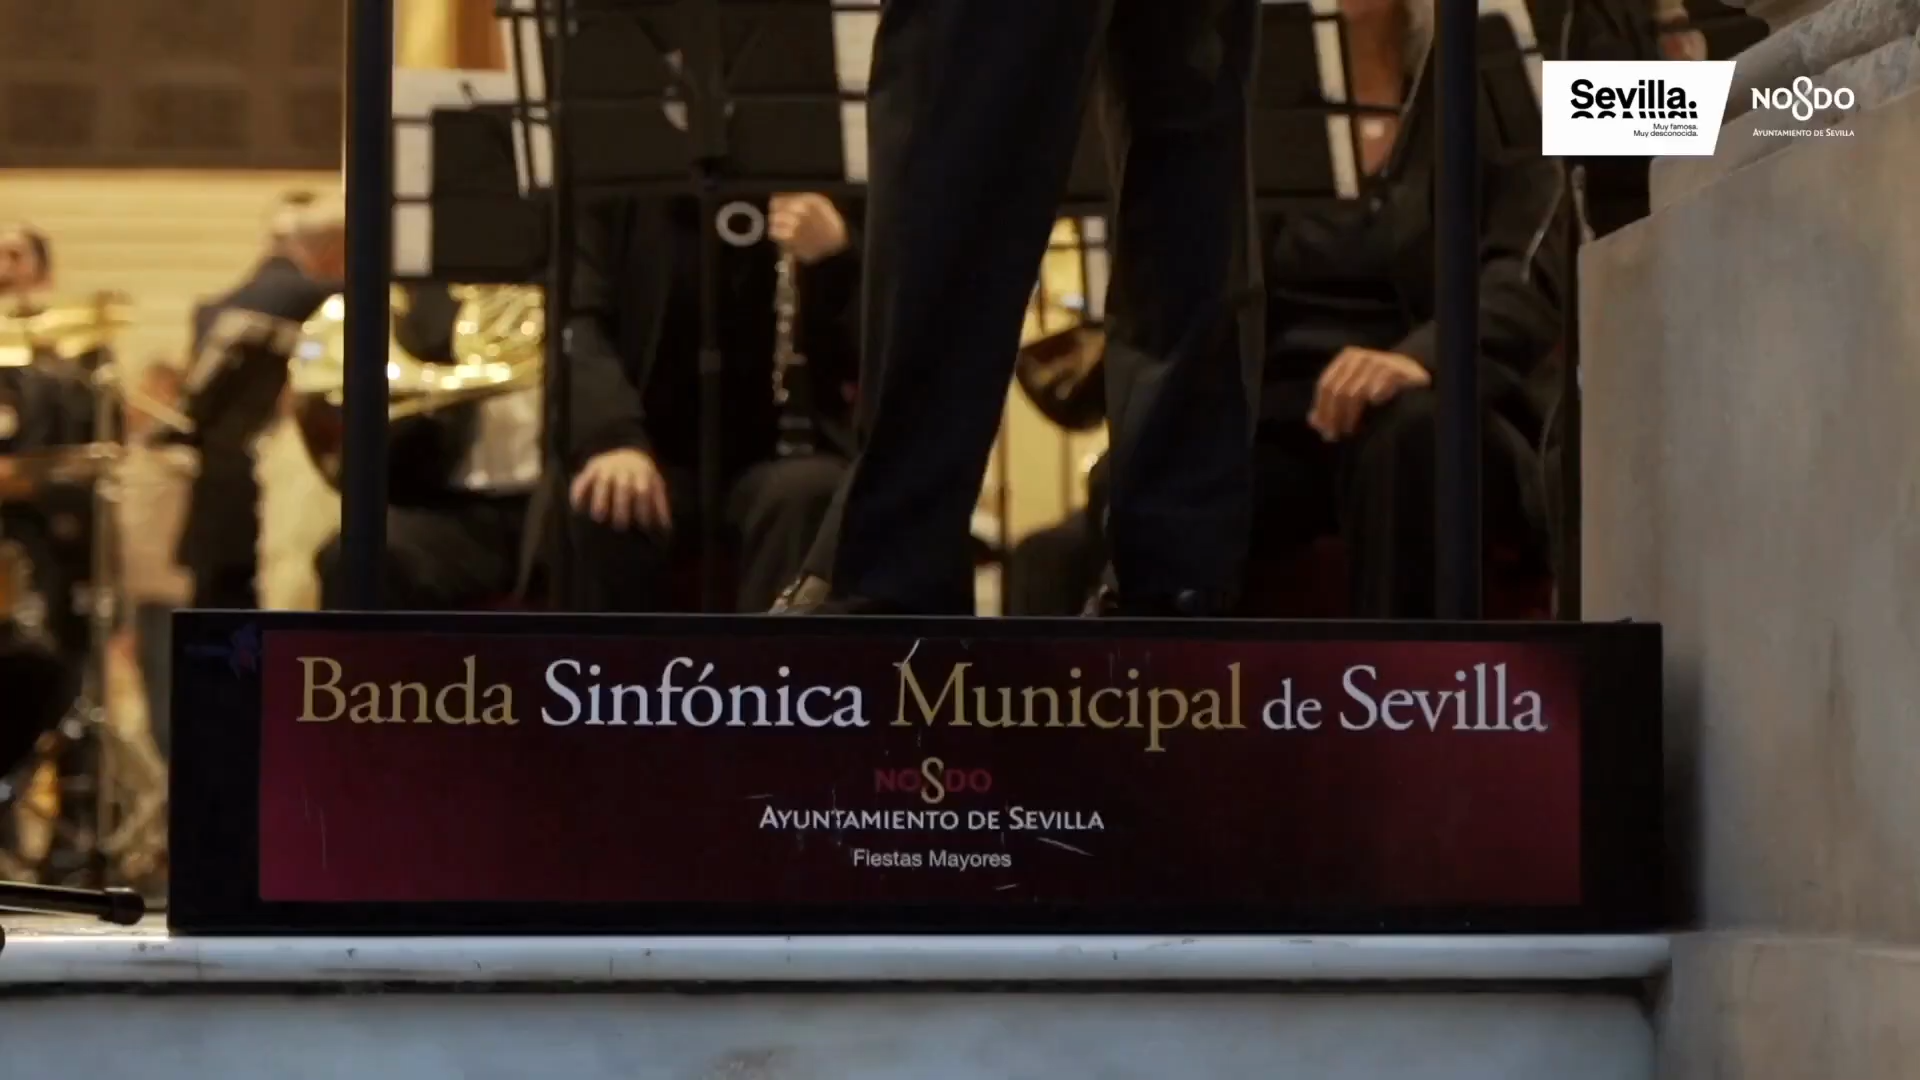 Sevilla.
Muy famosa.
Muy desconocida.
NO8DO
AYUNTAMIENTO DE SEVILLA
Banda Sinfónica Municipal de Sevilla
NO8DO
AYUNTAMIENTO DE SEVILLA
Fiestas Mayores